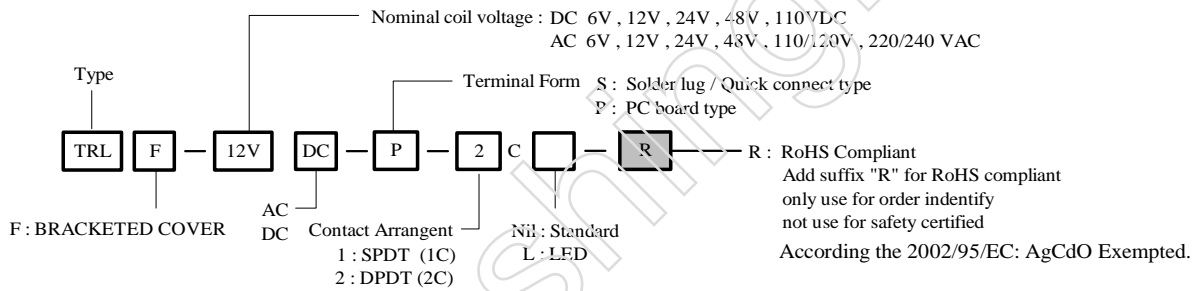 Nominal coil voltage : DC 6V , 12V , 24V , 48V , 110VDC
AC 6V , 12V , 24V , 48V , 110/120V , 220/240 VAC
Type
Terminal Form S : Solder lug / Quick connect type
P : PC board type
TRL F — 12V DC — P — 2 C — R R : RoHS Compliant
Add suffix "R" for RoHS compliant
only use for order indentify
not use for safety certified
According the 2002/95/EC: AgCdO Exempted.
F : BRACKETED COVER
AC
DC
Contact Arrangent
1 : SPDT (1C)
2 : DPDT (2C)
Nil : Standard
L : LED
shing